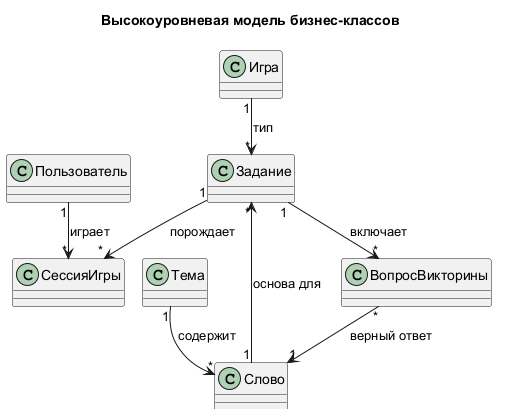 Высокоуровневая модель бизнес-классов
C Игра
1
тип
*
C Пользователь
C Задание
1
играет
*
1
порождает
*
*
1
включает
*
C СессияИгры
C Тема
C ВопросВикторины
1
содержит
*
основа для
1
*
верный ответ
1
C Слово